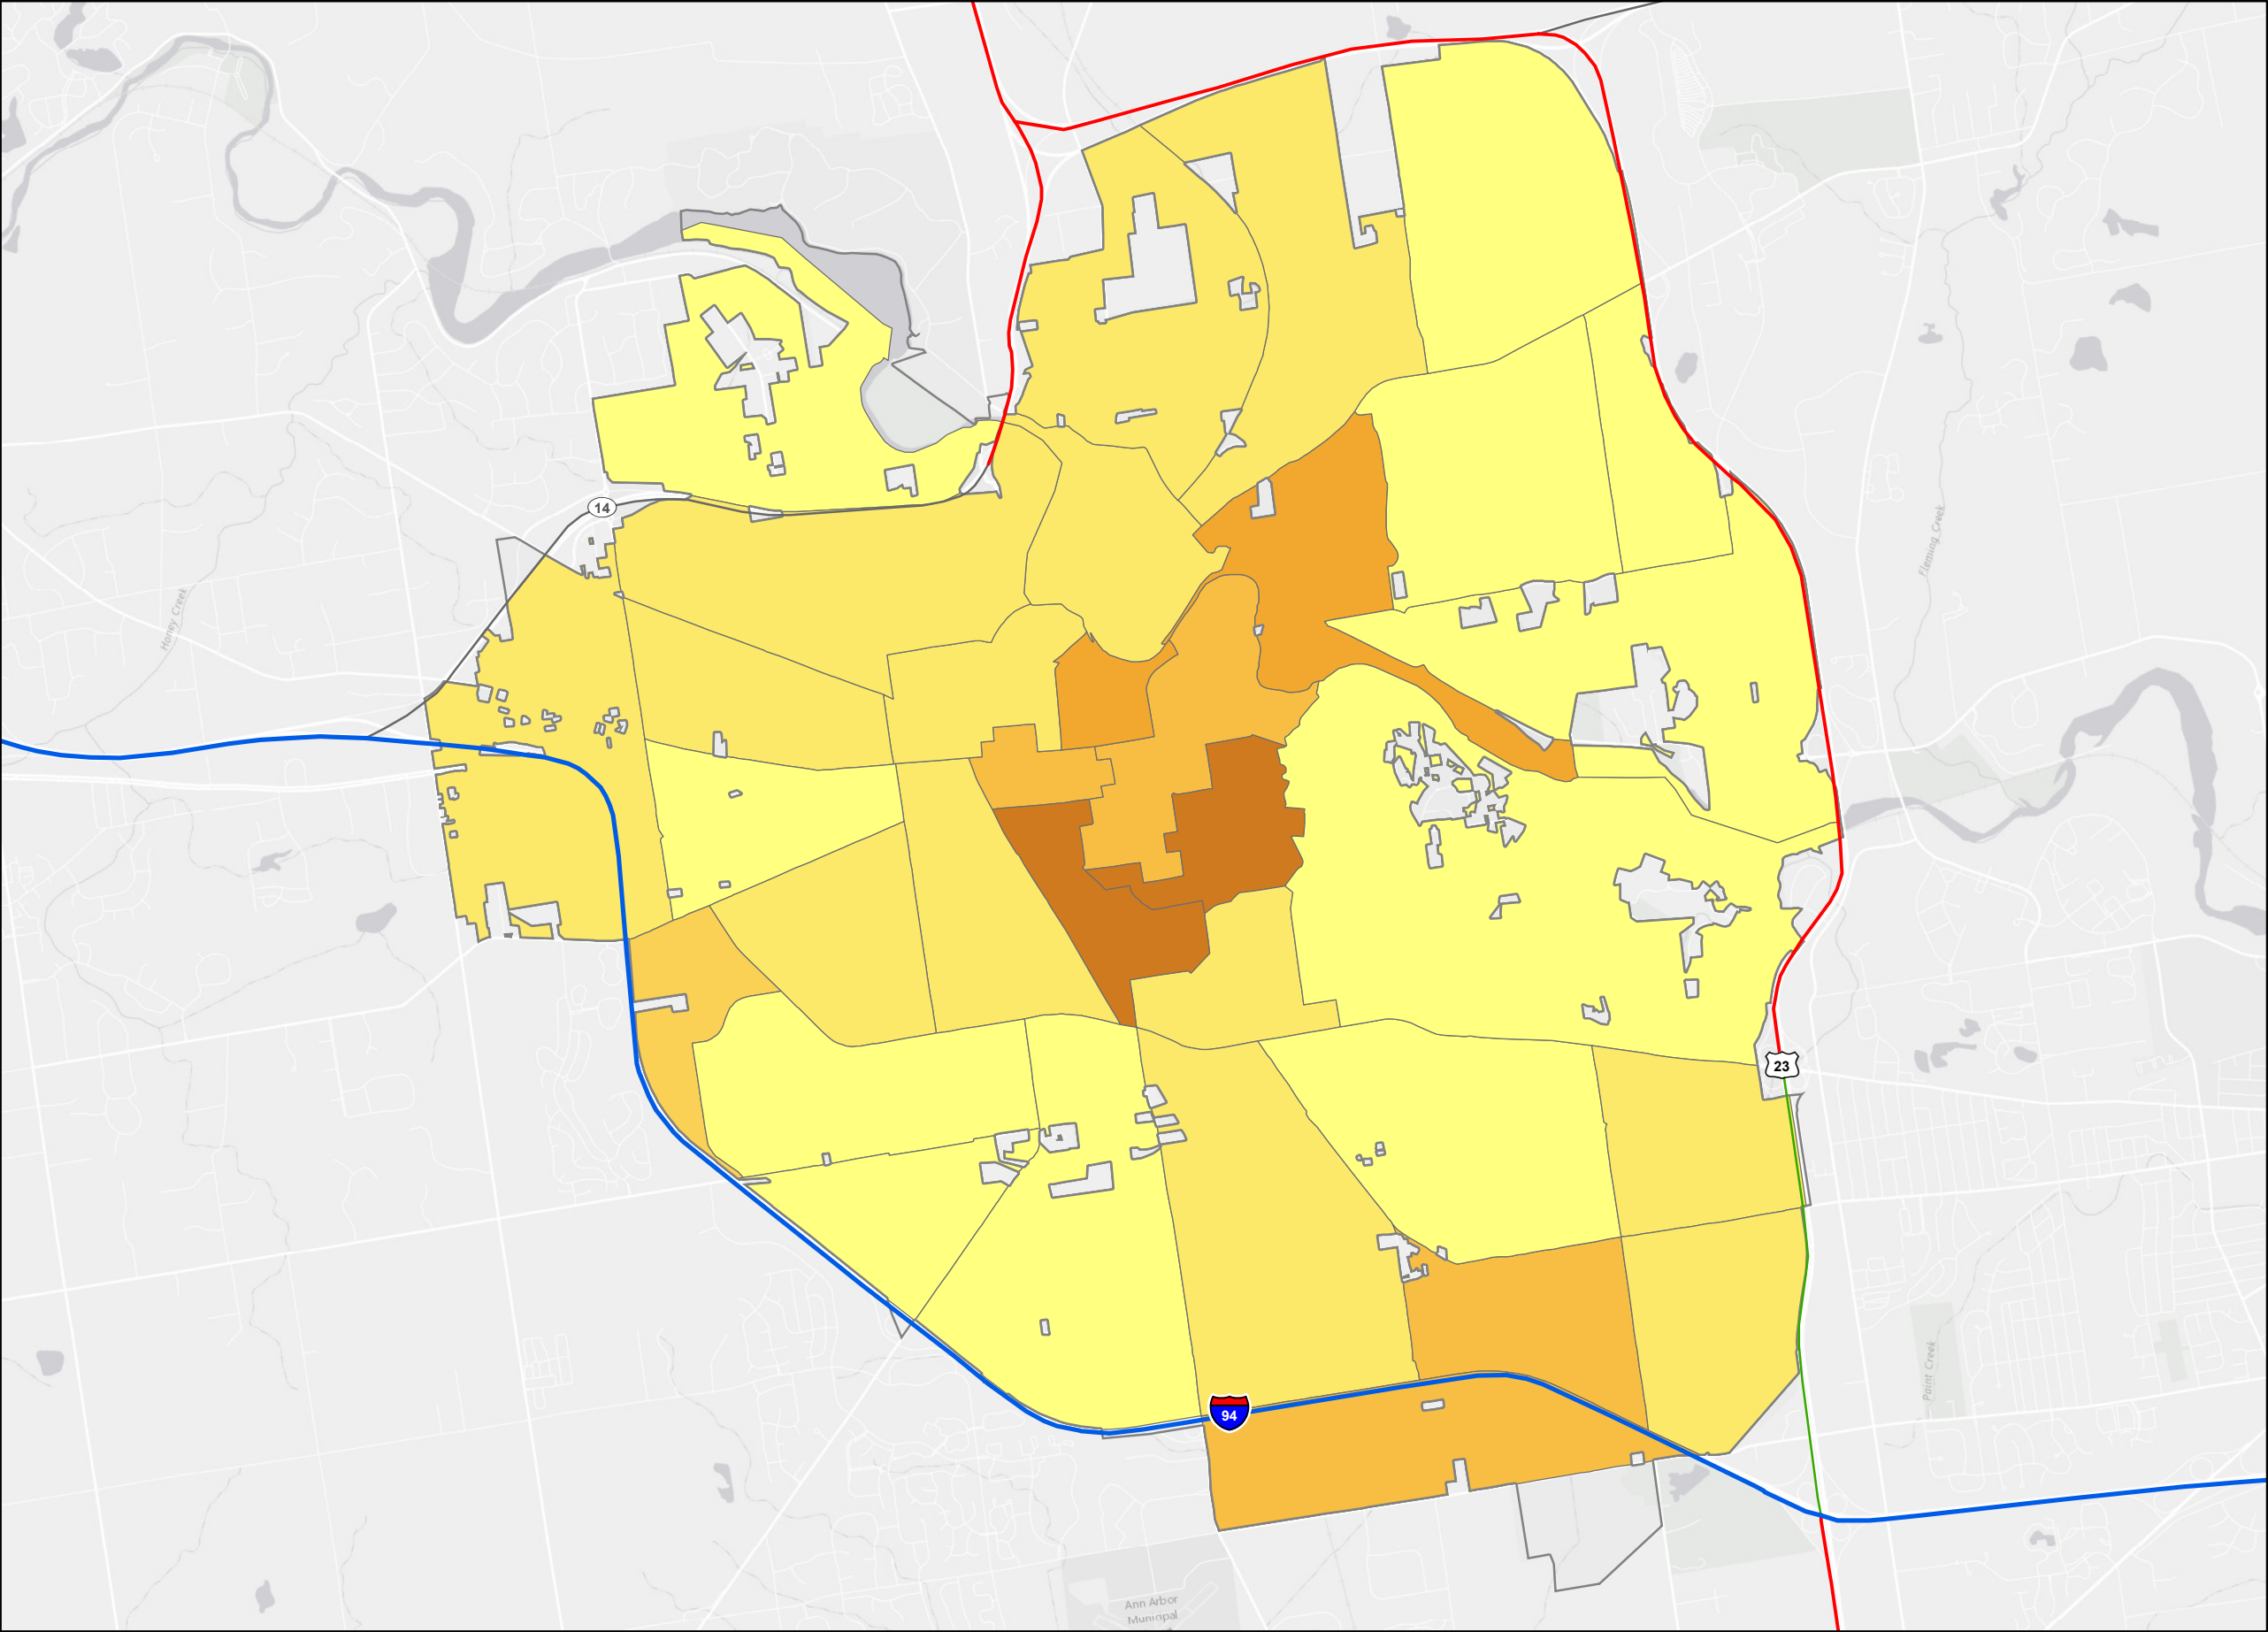 14
Honey Creek
Fleming Creek
23
Paint Creek
94
Ann Arbor
Municipal